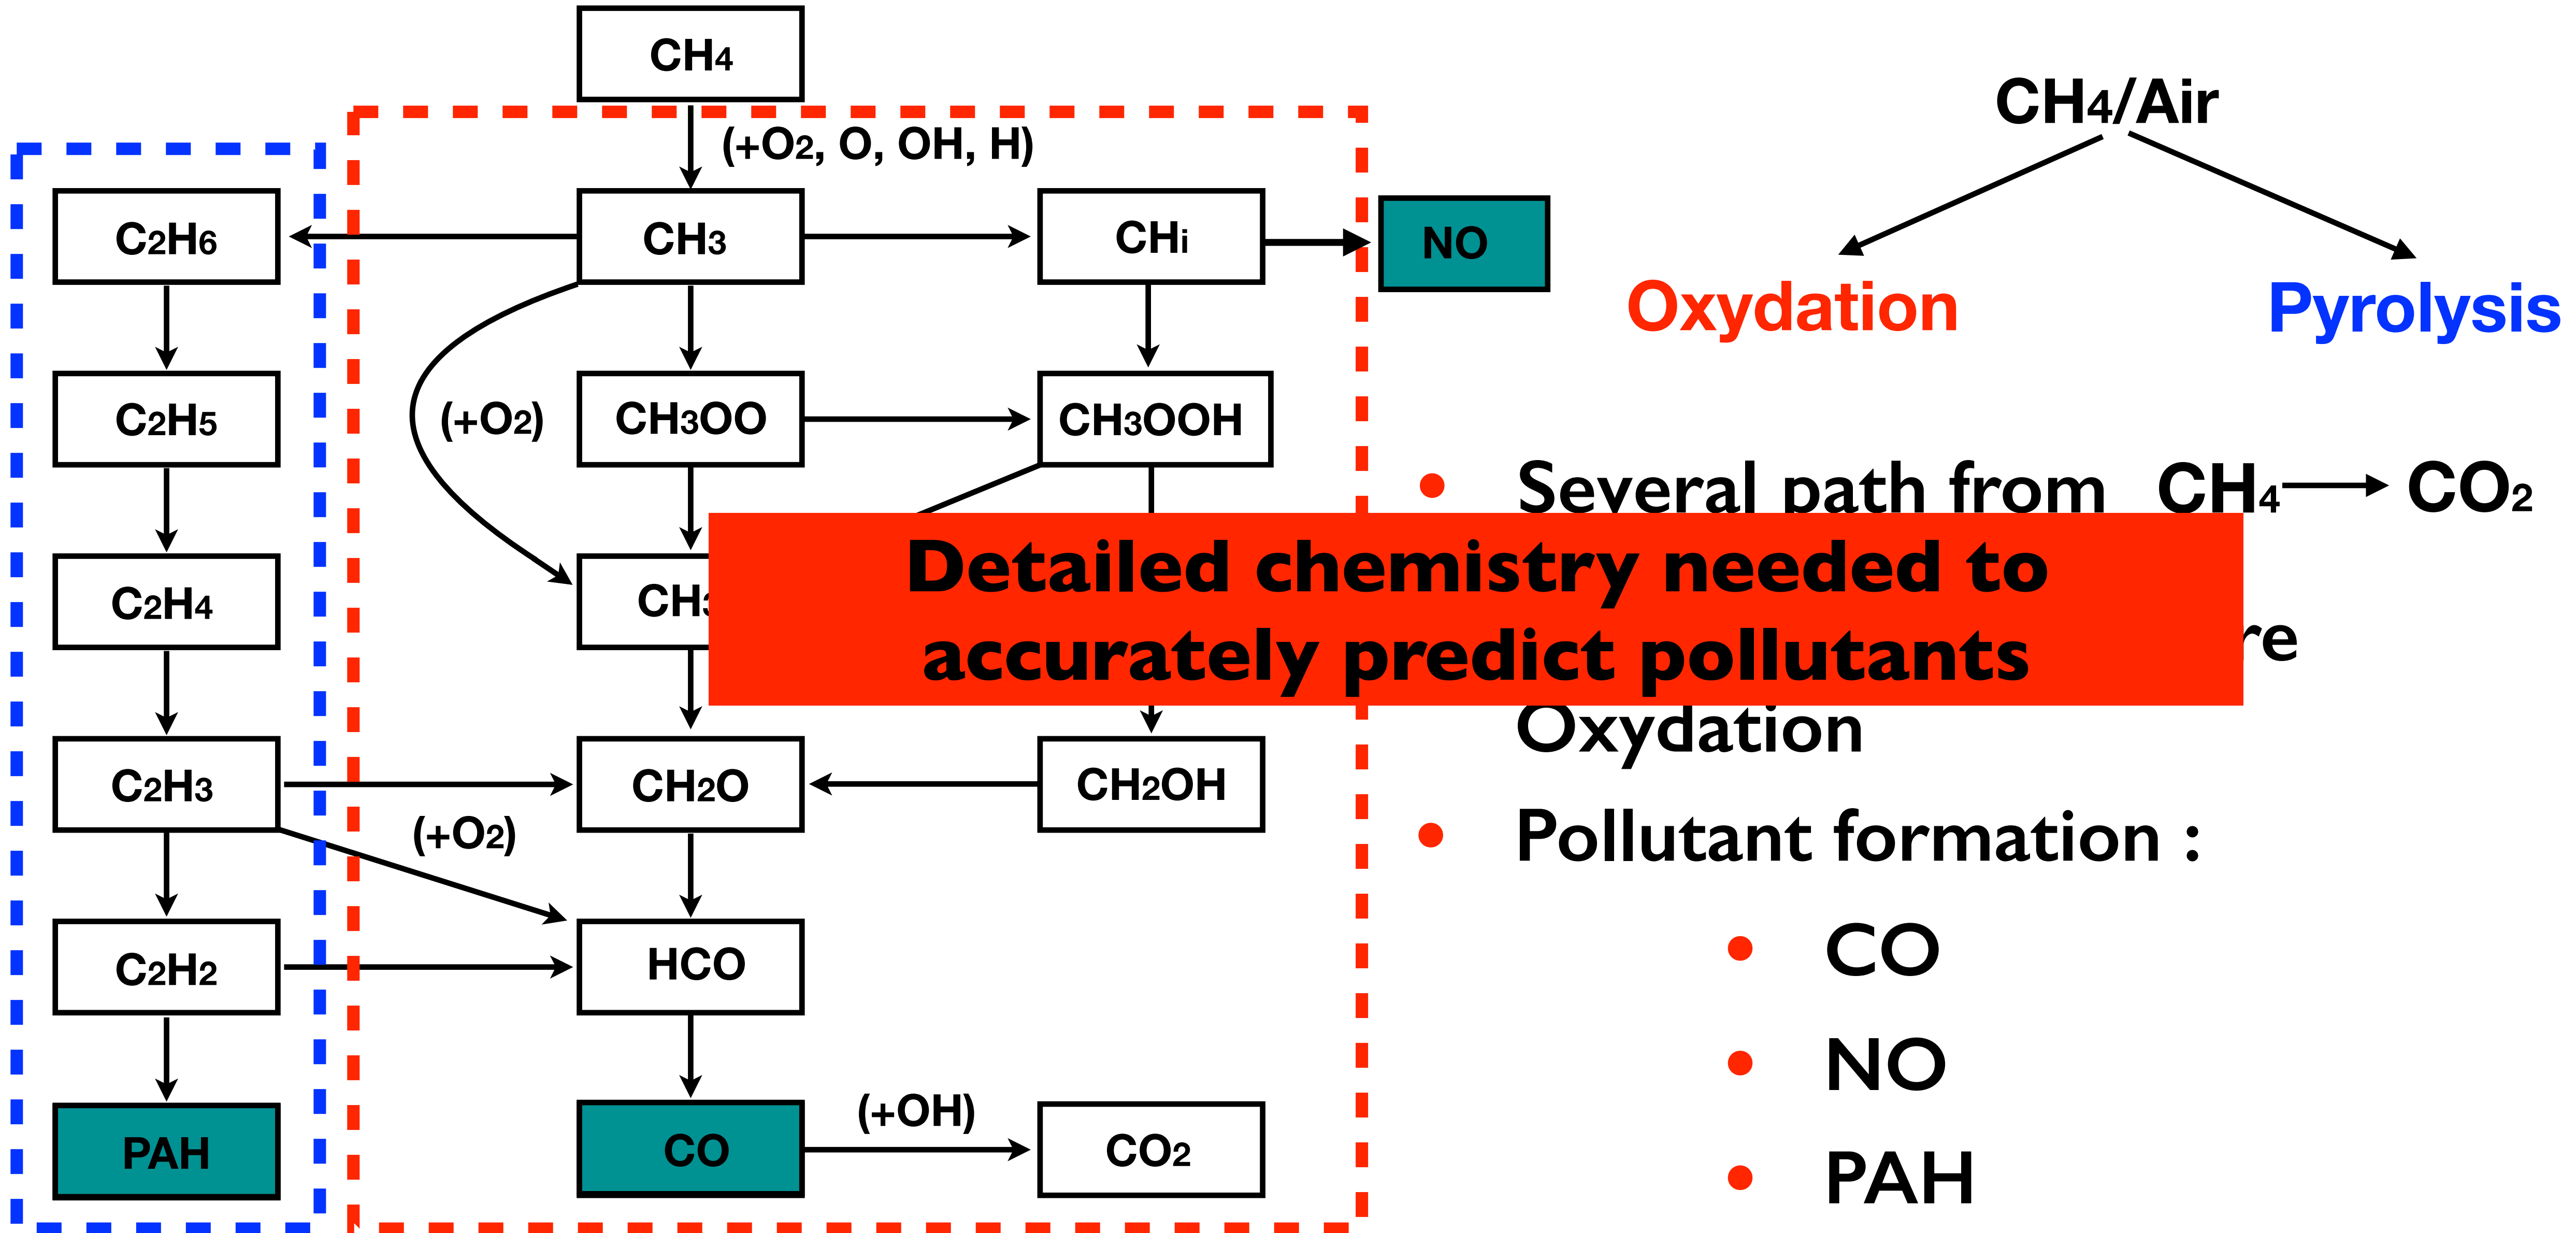 CH4
CH4/Air
(+O2, O, OH, H)
C2H6
CH3
CHi
NO
Oxydation
Pyrolysis
C2H5
(+O2)
CH3OO
CH3OOH
Several path from CH4 → CO2
C2H4
Detailed chemistry needed to
accurately predict pollutants
Oxydation
C2H3
CH2O
CH2OH
(+O2)
Pollutant formation :
C2H2
HCO
CO
NO
(+OH)
PAH
CO
CO2
PAH